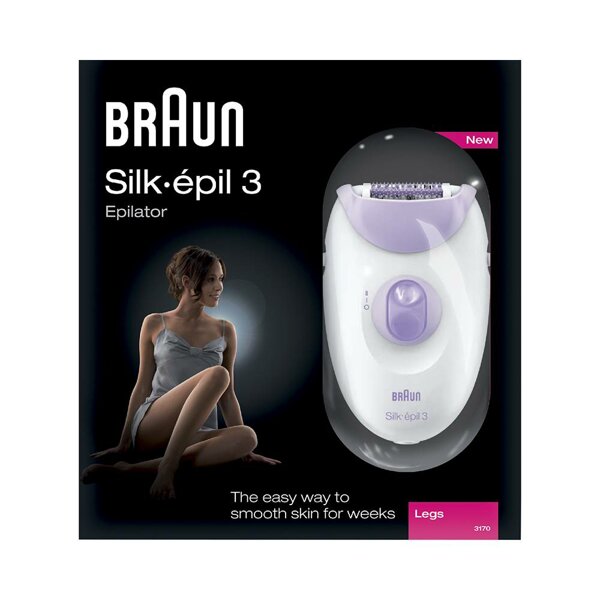 BRAUN
Silk·épil 3
Epilator
New
BRAUN
Silk·épil 3
The easy way to
smooth skin for weeks
Legs
3170